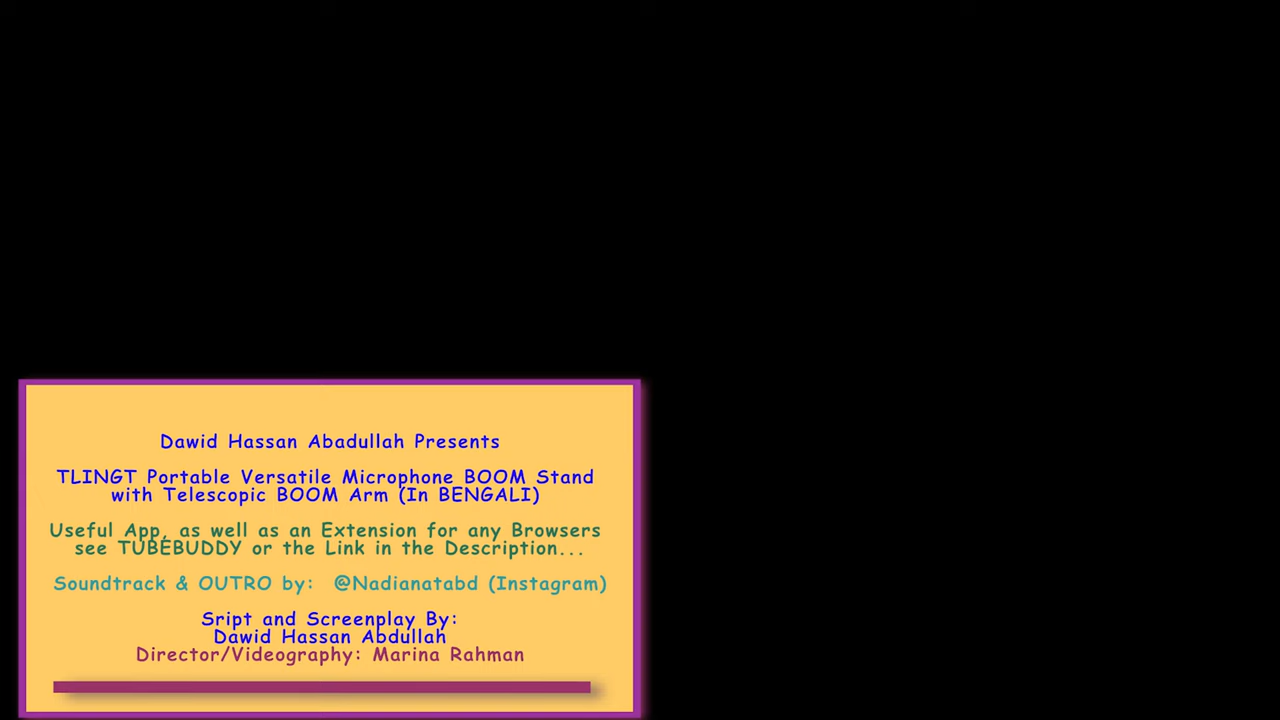 Dawid Hassan Abadullah Presents
TLINGT Portable Versatile Microphone BOOM Stand
with Telescopic BOOM Arm (In BENGALI)
Useful App, as well as an Extension for any Browsers
see TUBEBUDDY or the Link in the Description...
Soundtrack & OUTRO by: @Nadianatabd (Instagram)
Sript and Screenplay By:
Dawid Hassan Abdullah
Director/Videography: Marina Rahman